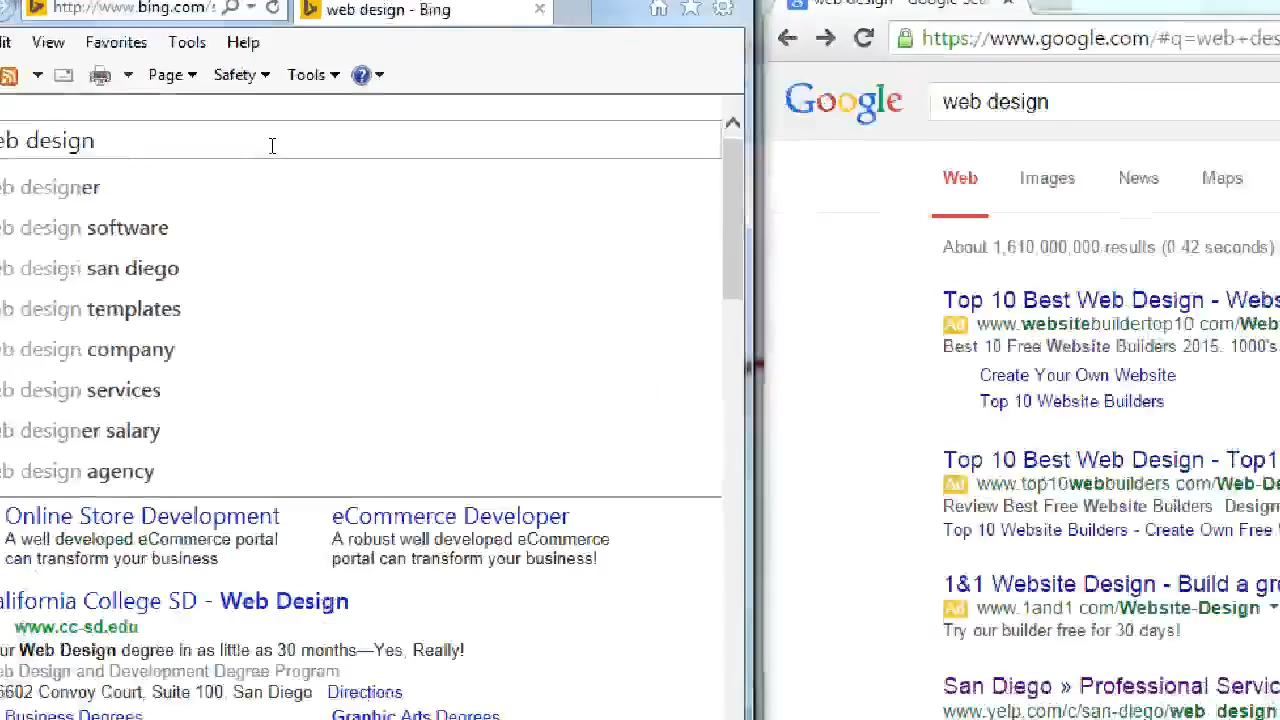 http://www.bing.com/s
web design - Bing
it View Favorites Tools Help
Page Safety Tools
eb design
b designer
b design software
b design san diego
b design templates
b design company
b design services
b designer salary
b design agency
Online Store Development
A well developed eCommerce portal
can transform your business
eCommerce Developer
A robust well developed eCommerce
portal can transform your business!
alifornia College SD - Web Design
www.cc-sd.edu
ur Web Design degree in as little as 30 months—Yes, Really!
eb Design and Development Degree Program
6602 Convoy Court, Suite 100, San Diego Directions
Business Degrees Graphic Arts Degrees
web design - Google Sea
https://www.google.com/#q=web+des
Google
web design
Web Images News Maps
About 1,610,000,000 results (0.42 seconds)
Top 10 Best Web Design - Webs
Ad www.websitebuildertop10.com/Web
Best 10 Free Website Builders 2015. 1000's
Create Your Own Website
Top 10 Website Builders
Top 10 Best Web Design - Top1
Ad www.top10webbuilders.com/Web-De
Review Best Free Website Builders Design
Top 10 Website Builders - Create Own Free
1&1 Website Design - Build a gr
Ad www.1and1.com/Website-Design
Try our builder free for 30 days!
San Diego » Professional Servic
www.yelp.com/c/san-diego/web_design